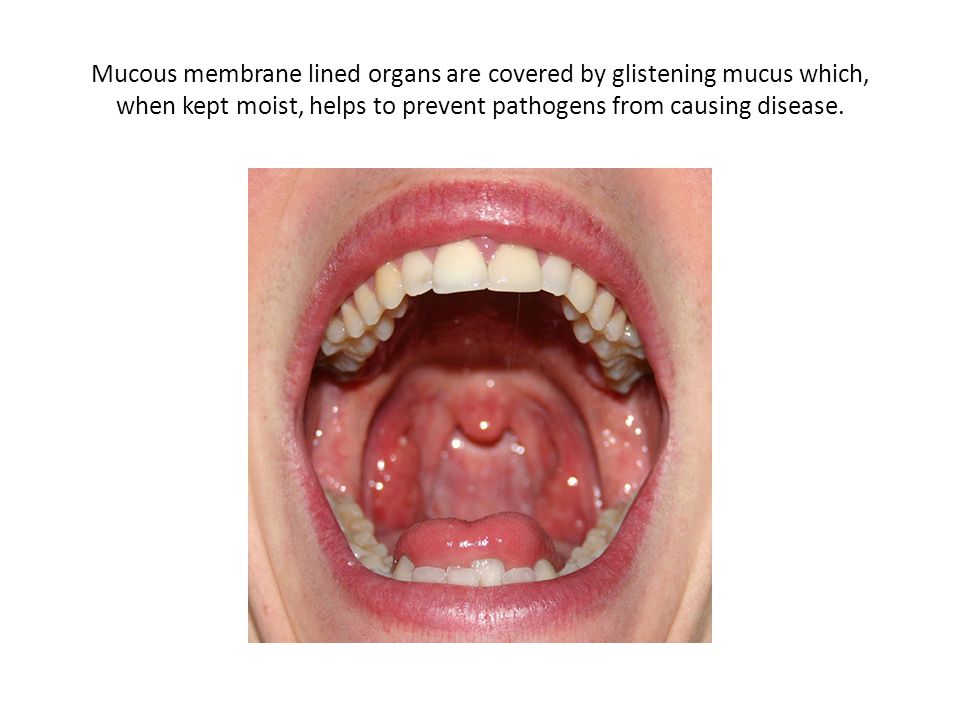 Mucous membrane lined organs are covered by glistening mucus which,
when kept moist, helps to prevent pathogens from causing disease.